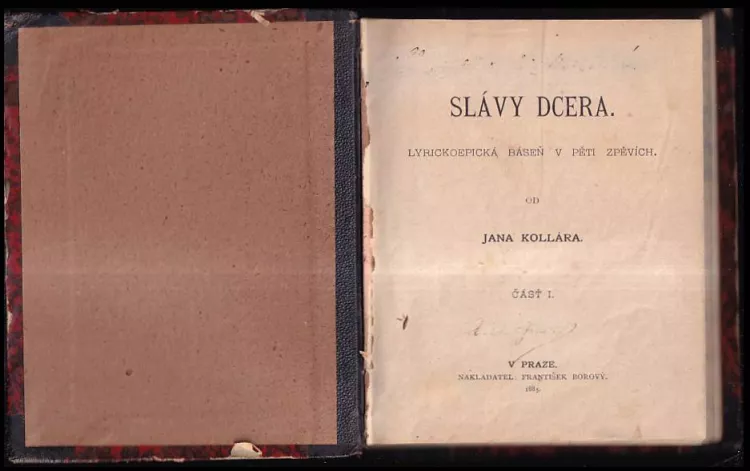 SLÁVY DCERA.
LYRICKOEPICKÁ BÁSEŇ V PĚTI ZPĚVÍCH.
OD
JANA KOLLÁRA.
ČÁSŤ I.
V PRAZE.
NAKLADATEL: FRANTIŠEK BOROVÝ.